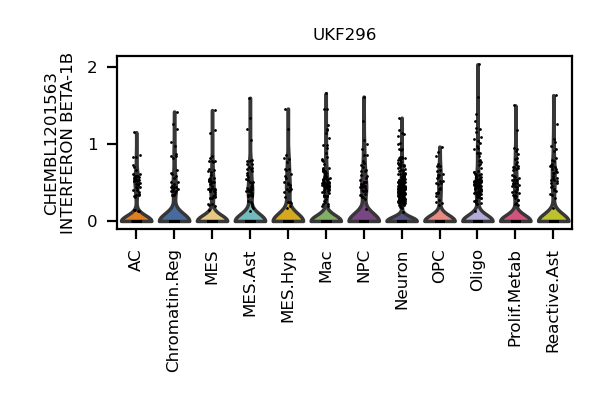 UKF296
CHEMBL1201563
INTERFERON BETA-1B
2
1
0
AC
Chromatin.Reg
MES
MES.Ast
MES.Hyp
Mac
NPC
Neuron
OPC
Oligo
Prolif.Metab
Reactive.Ast